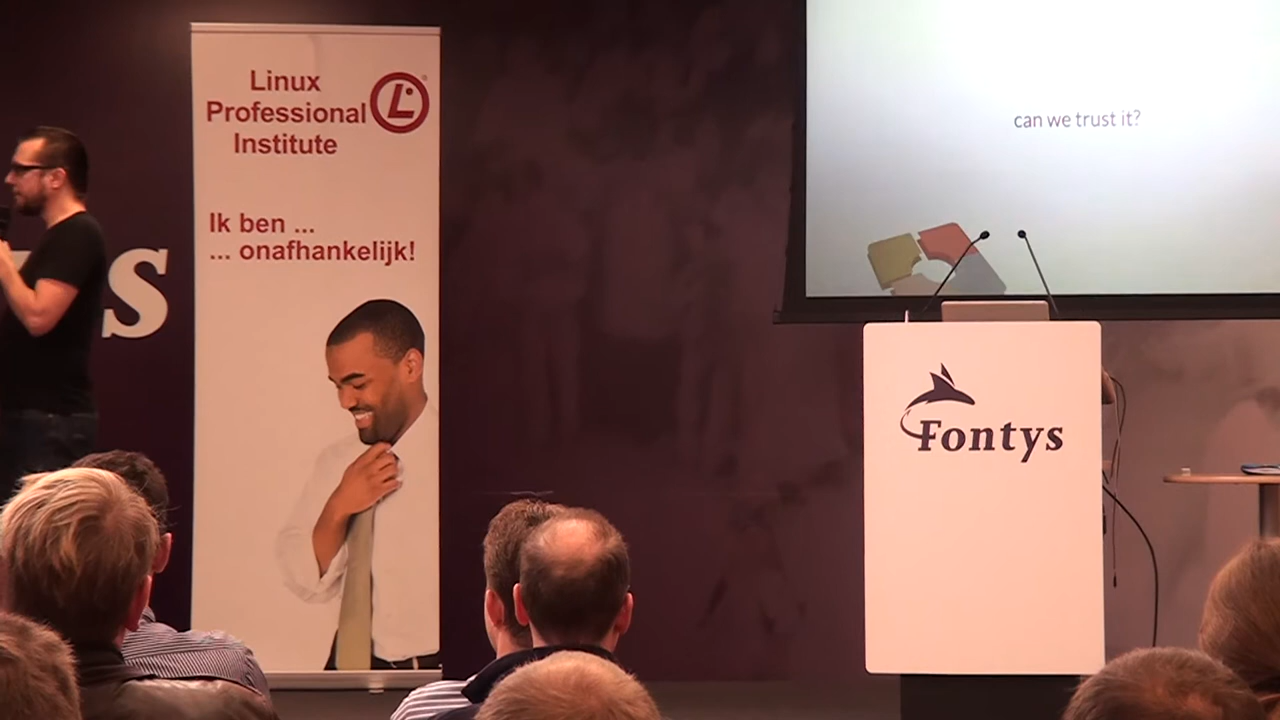 Linux
Professional
Institute
Ik ben ...
... onafhankelijk!
can we trust it?
Fontys